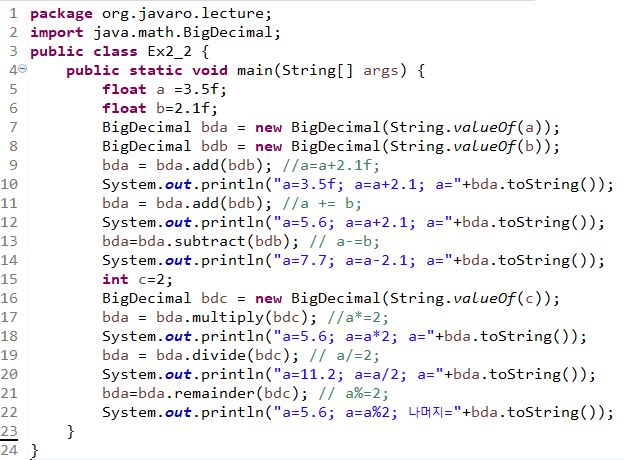 1 package org.javaro.lecture;
2 import java.math.BigDecimal;
3 public class Ex2_2 {
4     public static void main(String[] args) {
5         float a =3.5f;
6         float b=2.1f;
7         BigDecimal bda = new BigDecimal(String.valueOf(a));
8         BigDecimal bdb = new BigDecimal(String.valueOf(b));
9         bda = bda.add(bdb); //a=a+2.1f;
10         System.out.println("a=3.5f; a=a+2.1; a="+bda.toString());
11         bda = bda.add(bdb); //a += b;
12         System.out.println("a=5.6; a=a+2.1; a="+bda.toString());
13         bda=bda.subtract(bdb); // a-=b;
14         System.out.println("a=7.7; a=a-2.1; a="+bda.toString());
15         int c=2;
16         BigDecimal bdc = new BigDecimal(String.valueOf(c));
17         bda = bda.multiply(bdc); //a*=2;
18         System.out.println("a=5.6; a=a*2; a="+bda.toString());
19         bda = bda.divide(bdc); // a/=2;
20         System.out.println("a=11.2; a=a/2; a="+bda.toString());
21         bda=bda.remainder(bdc); // a%=2;
22         System.out.println("a=5.6; a=a%2; 나머지="+bda.toString());
23     }
24 }